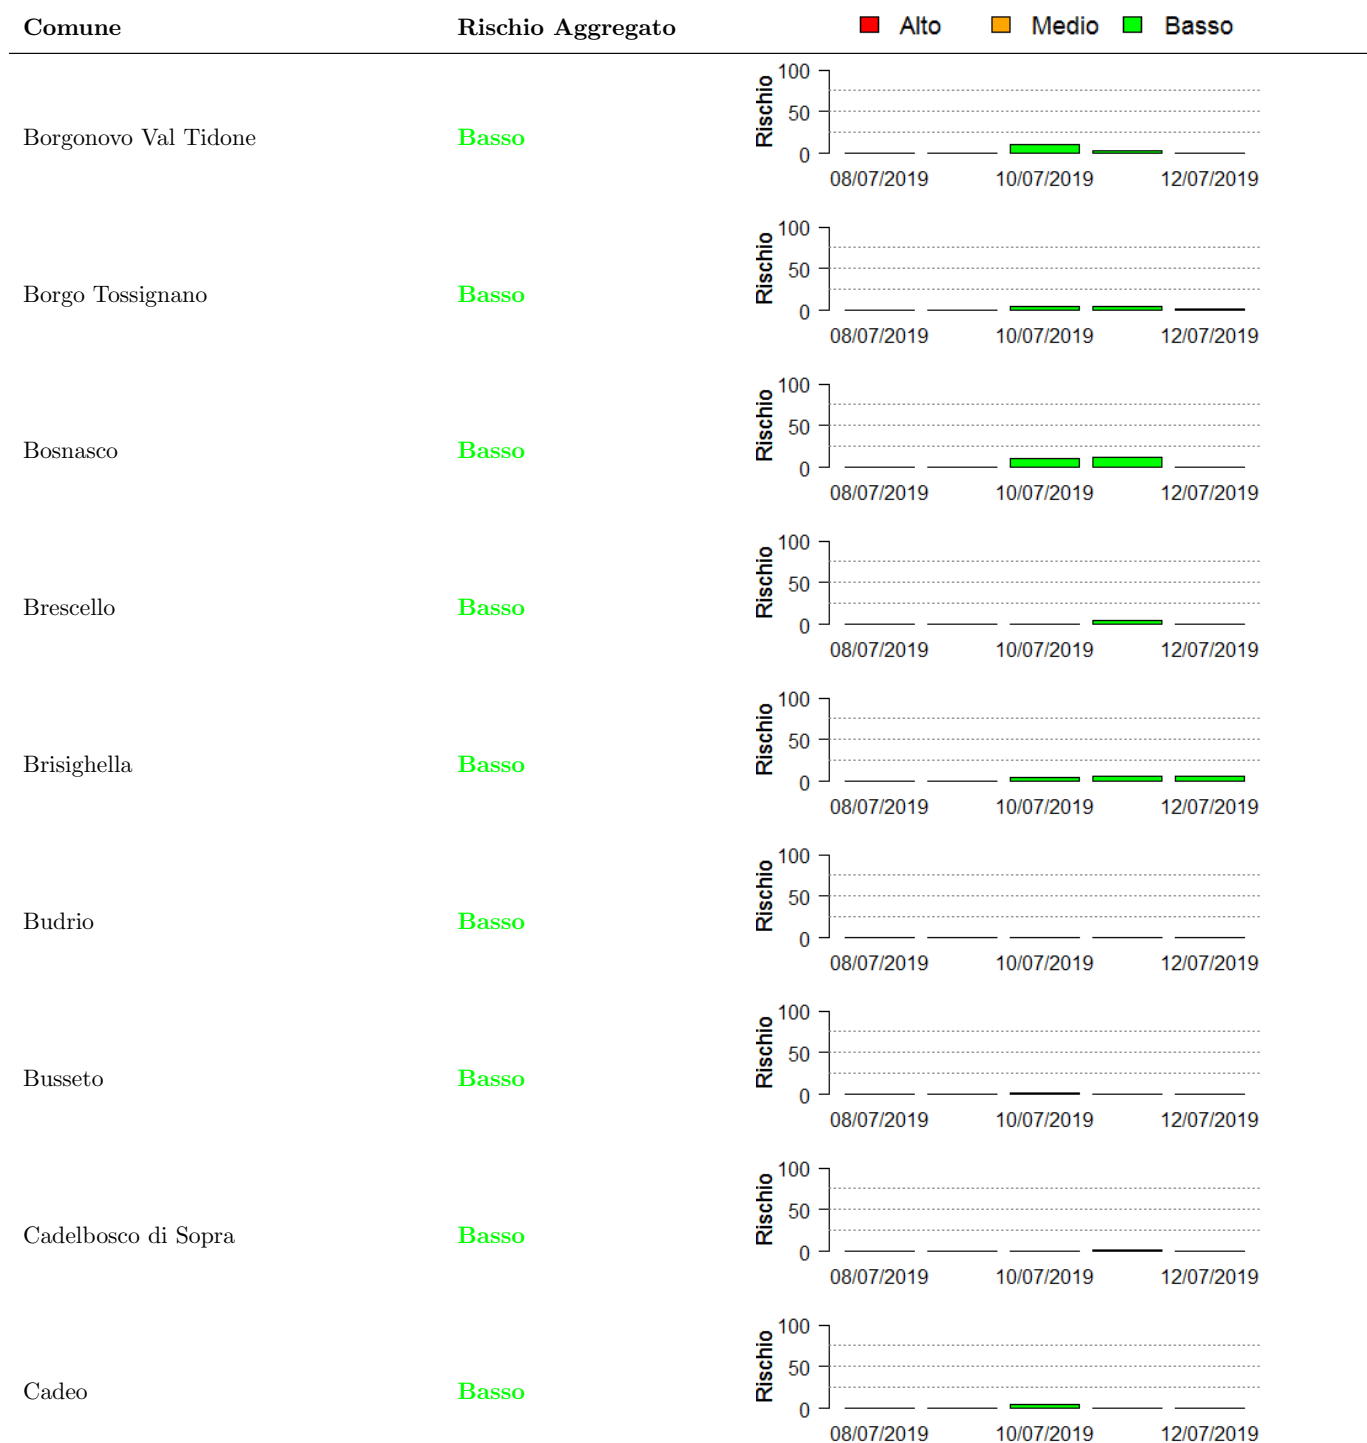 Comune Rischio Aggregato Alto Medio Basso
100
50
0
Rischio
Borgonovo Val Tidone Basso
08/07/2019 10/07/2019 12/07/2019
100
50
0
Rischio
Borgo Tossignano Basso
08/07/2019 10/07/2019 12/07/2019
100
50
0
Rischio
Bosnasco Basso
08/07/2019 10/07/2019 12/07/2019
100
50
0
Rischio
Brescello Basso
08/07/2019 10/07/2019 12/07/2019
100
50
0
Rischio
Brisighella Basso
08/07/2019 10/07/2019 12/07/2019
100
50
0
Rischio
Budrio Basso
08/07/2019 10/07/2019 12/07/2019
100
50
0
Rischio
Busseto Basso
08/07/2019 10/07/2019 12/07/2019
100
50
0
Rischio
Cadelbosco di Sopra Basso
08/07/2019 10/07/2019 12/07/2019
100
50
0
Rischio
Cadeo Basso
08/07/2019 10/07/2019 12/07/2019